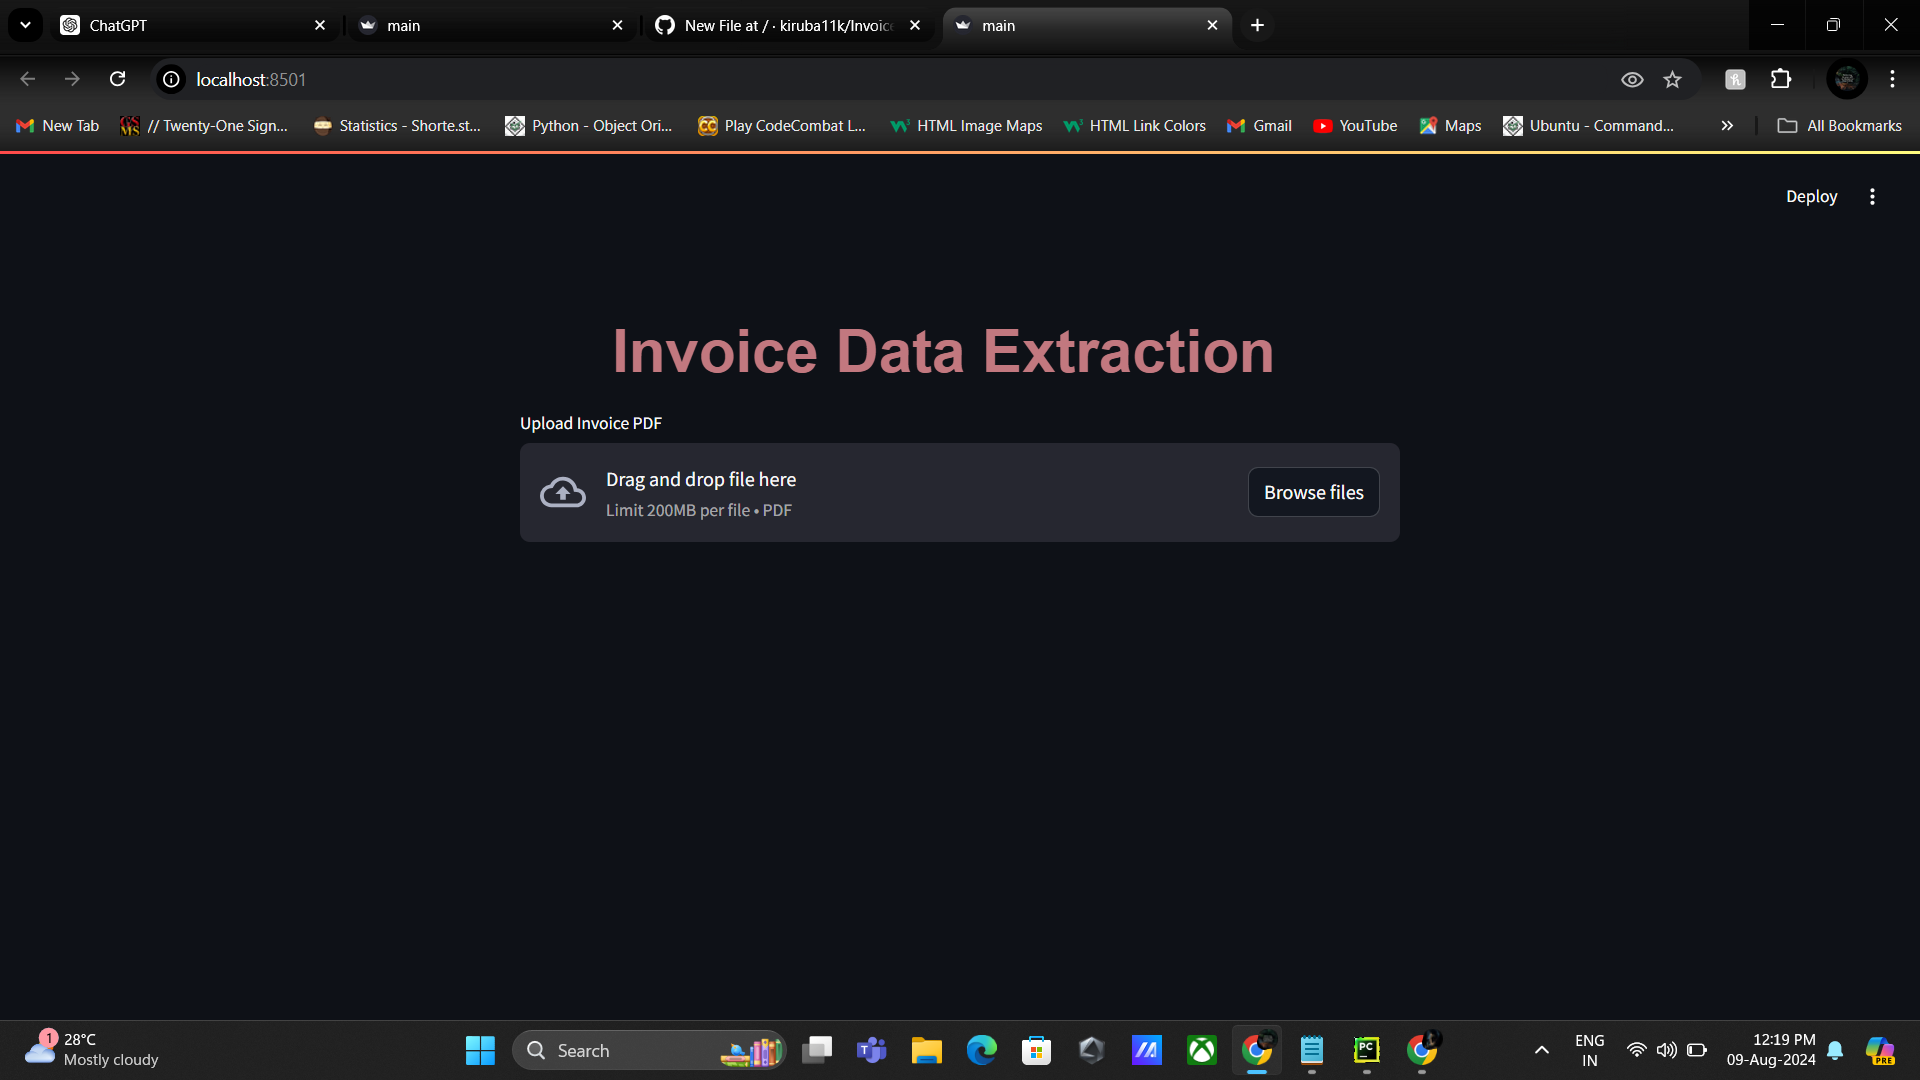 ChatGPT
main
New File at / · kiruba11k/Invoic
main
localhost:8501
New Tab
// Twenty-One Sign...
Statistics - Shorte.st...
Python - Object Ori...
Play CodeCombat L...
HTML Image Maps
HTML Link Colors
Gmail
YouTube
Maps
Ubuntu - Command...
All Bookmarks
Deploy
Invoice Data Extraction
Upload Invoice PDF
Drag and drop file here
Limit 200MB per file • PDF
Browse files
1
28°C
Mostly cloudy
Search
ENG
IN
12:19 PM
09-Aug-2024
PRE